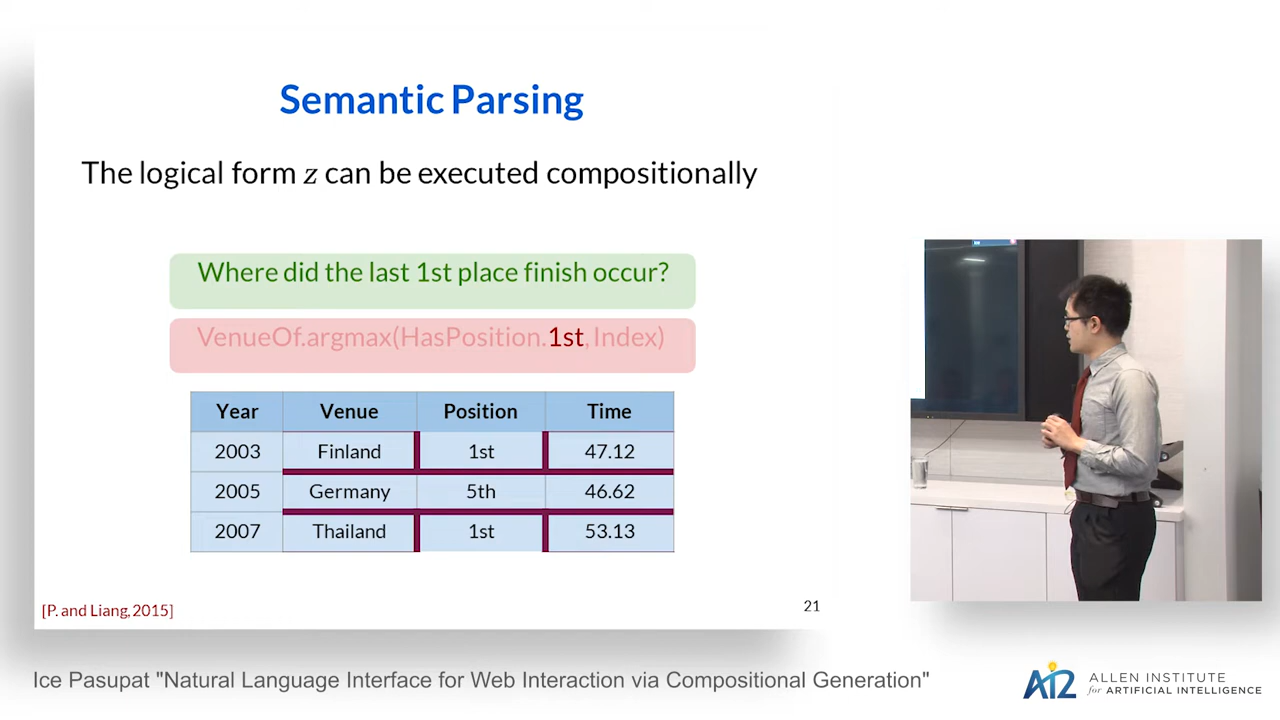 Semantic Parsing
The logical form z can be executed compositionally
Where did the last 1st place finish occur?
VenueOf.argmax(HasPosition.1st,Index)
Year Venue Position Time
2003 Finland 1st 47.12
2005 Germany 5th 46.62
2007 Thailand 1st 53.13
[P. and Liang, 2015]
21
Ice Pasupat "Natural Language Interface for Web Interaction via Compositional Generation"
AI2
ALLEN INSTITUTE
for ARTIFICIAL INTELLIGENCE